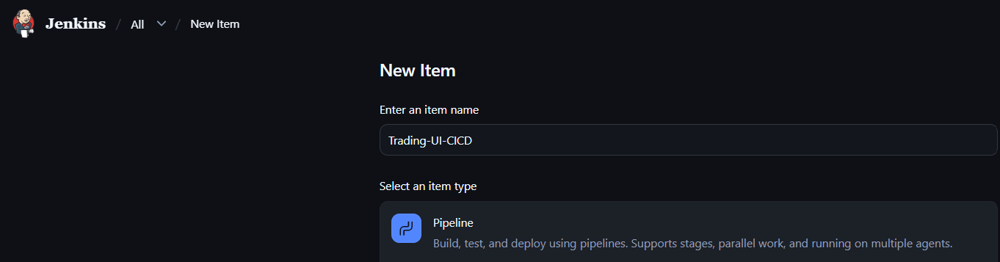 Jenkins / All / New Item
New Item
Enter an item name
Trading-UI-CICD
Select an item type
Pipeline
Build, test, and deploy using pipelines. Supports stages, parallel work, and running on multiple agents.